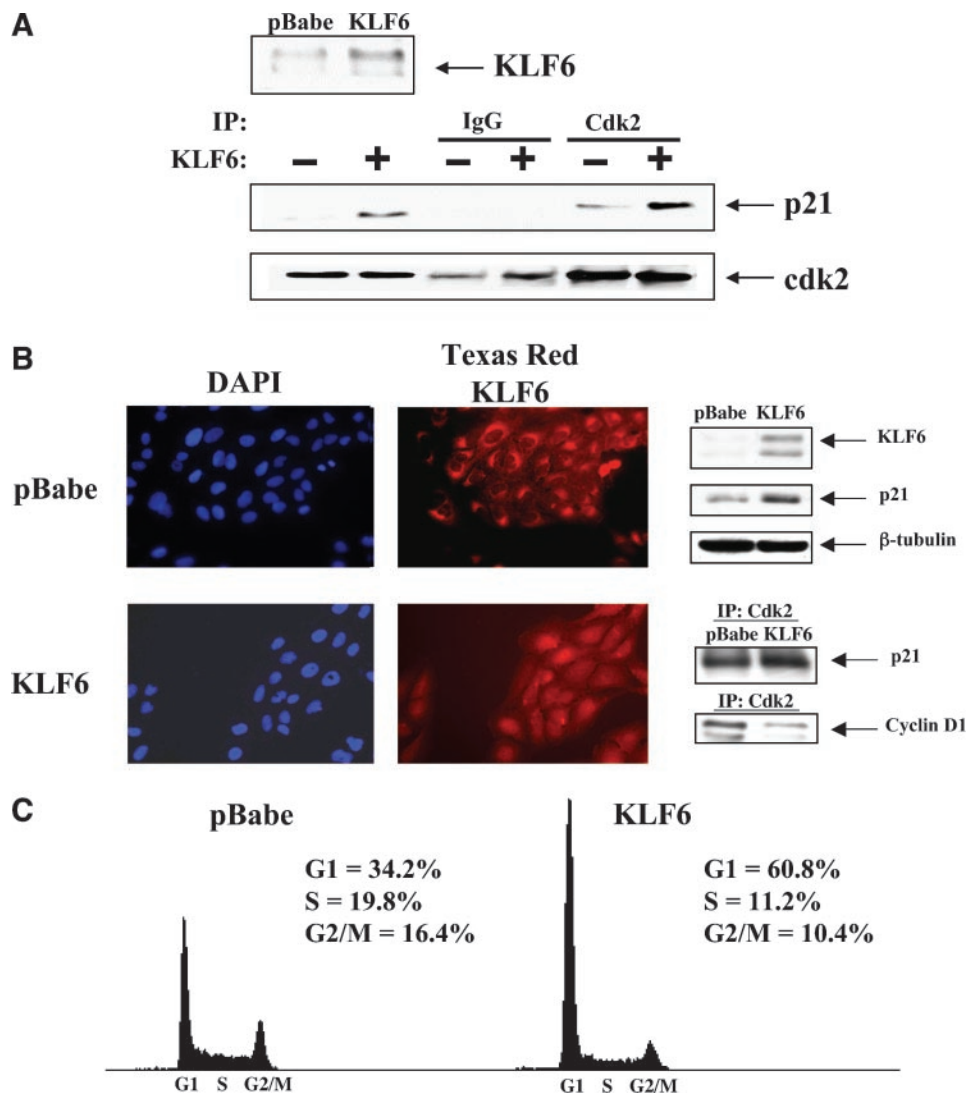 A
pBabe KLF6
KLF6
IP: IgG Cdk2
KLF6: – + – + – +
p21
cdk2
B
DAPI
Texas Red
KLF6
pBabe
KLF6
pBabe KLF6
KLF6
p21
β-tubulin
IP: Cdk2
pBabe KLF6
p21
IP: Cdk2
Cyclin D1
C
pBabe
G1 = 34.2%
S = 19.8%
G2/M = 16.4%
G1 S G2/M
KLF6
G1 = 60.8%
S = 11.2%
G2/M = 10.4%
G1 S G2/M